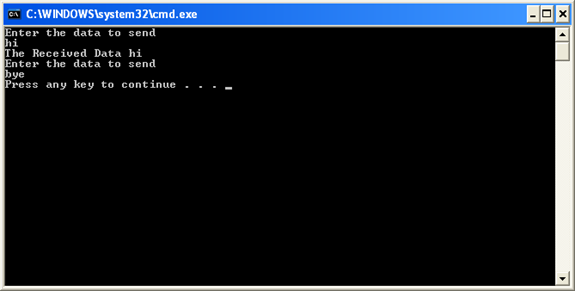 C:\WINDOWS\system32\cmd.exe
Enter the data to send
hi
The Received Data hi
Enter the data to send
bye
Press any key to continue . . . _